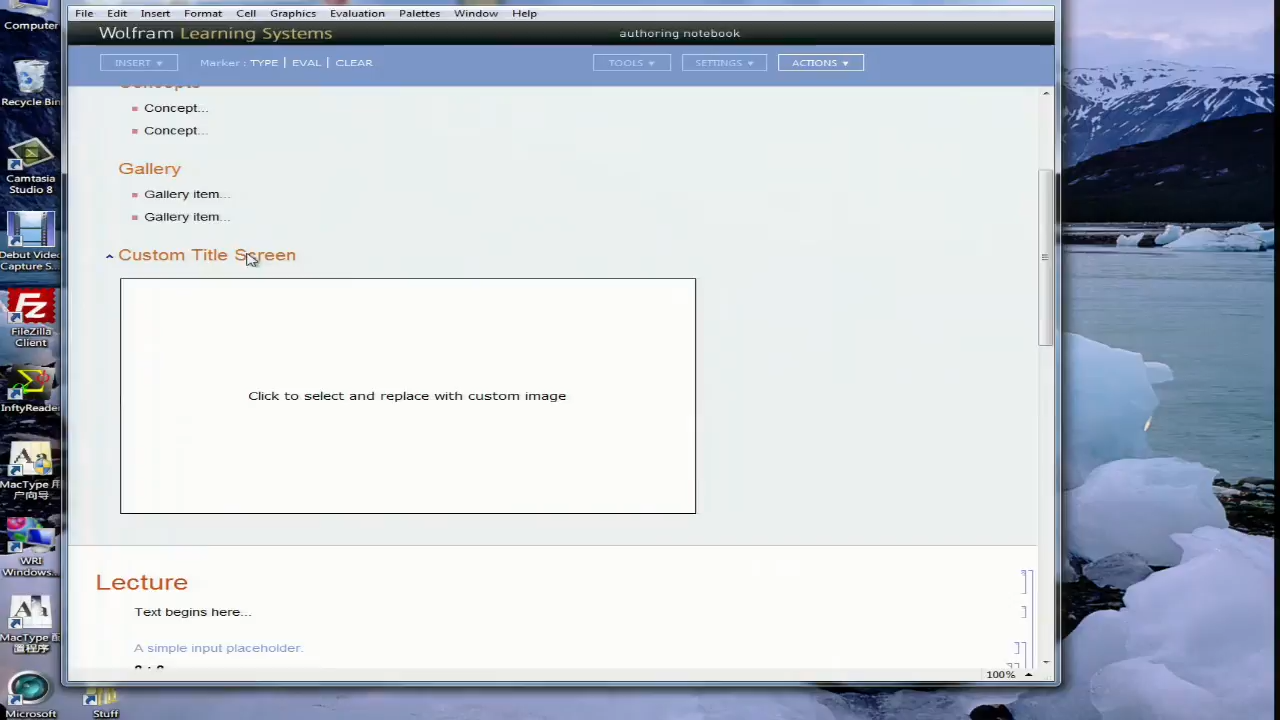 Computer
File Edit Insert Format Cell Graphics Evaluation Palettes Window Help
Wolfram Learning Systems
authoring notebook
INSERT
Marker : TYPE | EVAL | CLEAR
TOOLS
SETTINGS
ACTIONS
Concepts
Concept...
Concept...
Gallery
Gallery item...
Gallery item...
Custom Title Screen
Click to select and replace with custom image
Lecture
Text begins here...
A simple input placeholder.
100%
Recycle Bin
Camtasia
Studio 8
Debut Video
Capture S...
FileZilla
Client
InftyReade
MacType 用
户向导
WRI
Windows...
MacType 配
置程序
Microsoft
Stuff